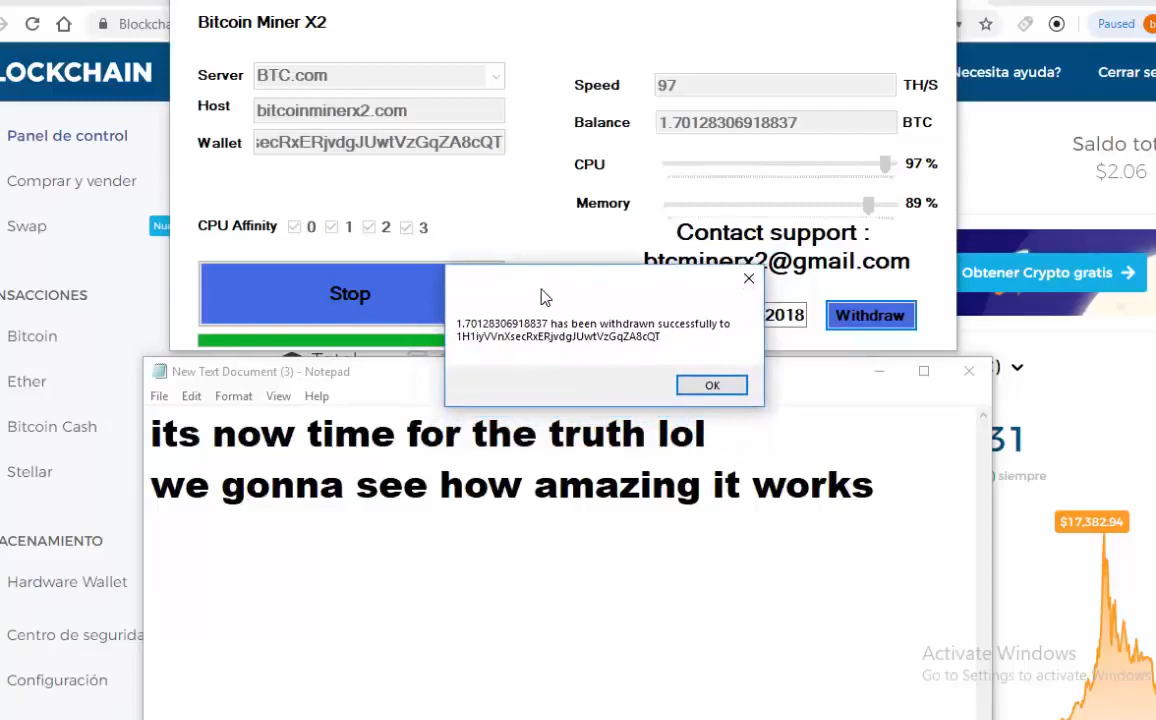 Bitcoin Miner X2
Paused
LOCKCHAIN
Necesita ayuda?
Cerrar se
Server BTC.com
Host bitcoinminerx2.com
Wallet secRxERjvdgJUwtVzGqZA8cQT
Speed 97 TH/S
Balance 1.70128306918837 BTC
CPU 97 %
Memory 89 %
CPU Affinity 0 1 2 3
Contact support :
btcminerx2@gmail.com
Stop
2018
Withdraw
1.70128306918837 has been withdrawn successfully to
1H1iyVVnXsecRxERjvdgJUwtVzGqZA8cQT
OK
Panel de control
Comprar y vender
Swap
NSACCIONES
Bitcoin
Ether
Bitcoin Cash
Stellar
ACENAMIENTO
Hardware Wallet
Centro de segurida
Configuración
Saldo tot
$2.06
Obtener Crypto gratis
New Text Document (3) - Notepad
File Edit Format View Help
its now time for the truth lol
we gonna see how amazing it works
31
siempre
$17,382.94
Activate Windows
Go to Settings to activate Windows.